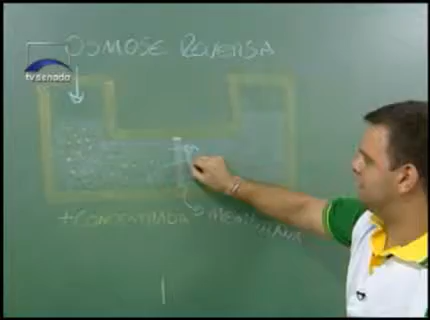 OSMOSE REVERSA
tv senado
+ CONCENTRADA
MEMBRANA